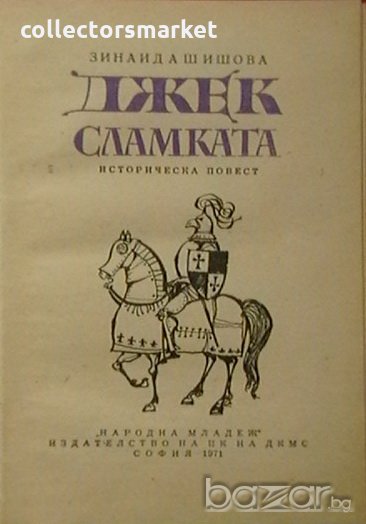 collectorsmarket
ЗИНАИДА ШИШОВА
ДЖЕК
СЛАМКАТА
ИСТОРИЧЕСКА ПОВЕСТ
„НАРОДНА МЛАДЕЖ“
ИЗДАТЕЛСТВО НА ЦК НА ДКМС
СОФИЯ · 1971
bazar.bg